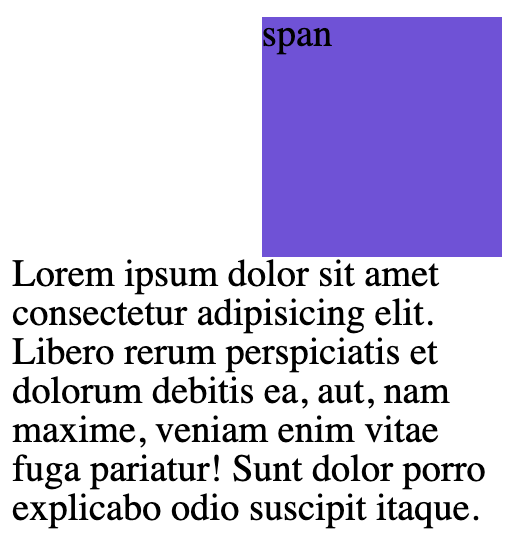 span
Lorem ipsum dolor sit amet
consectetur adipisicing elit.
Libero rerum perspiciatis et
dolorum debitis ea, aut, nam
maxime, veniam enim vitae
fuga pariatur! Sunt dolor porro
explicabo odio suscipit itaque.